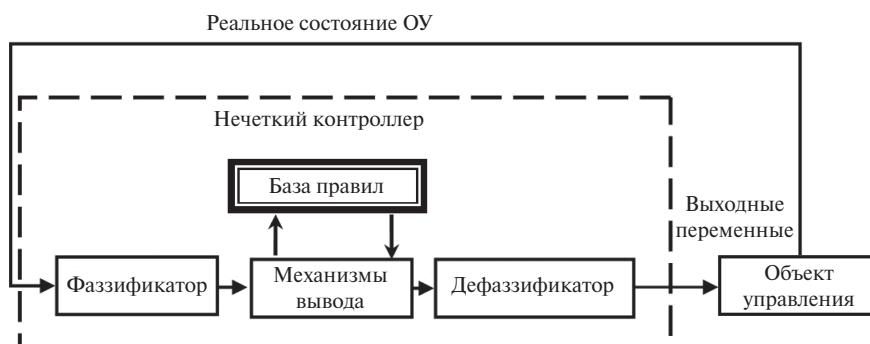 Реальное состояние ОУ
Нечеткий контроллер
База правил
Выходные
переменные
Фаззификатор
Механизмы
вывода
Дефаззификатор
Объект
управления